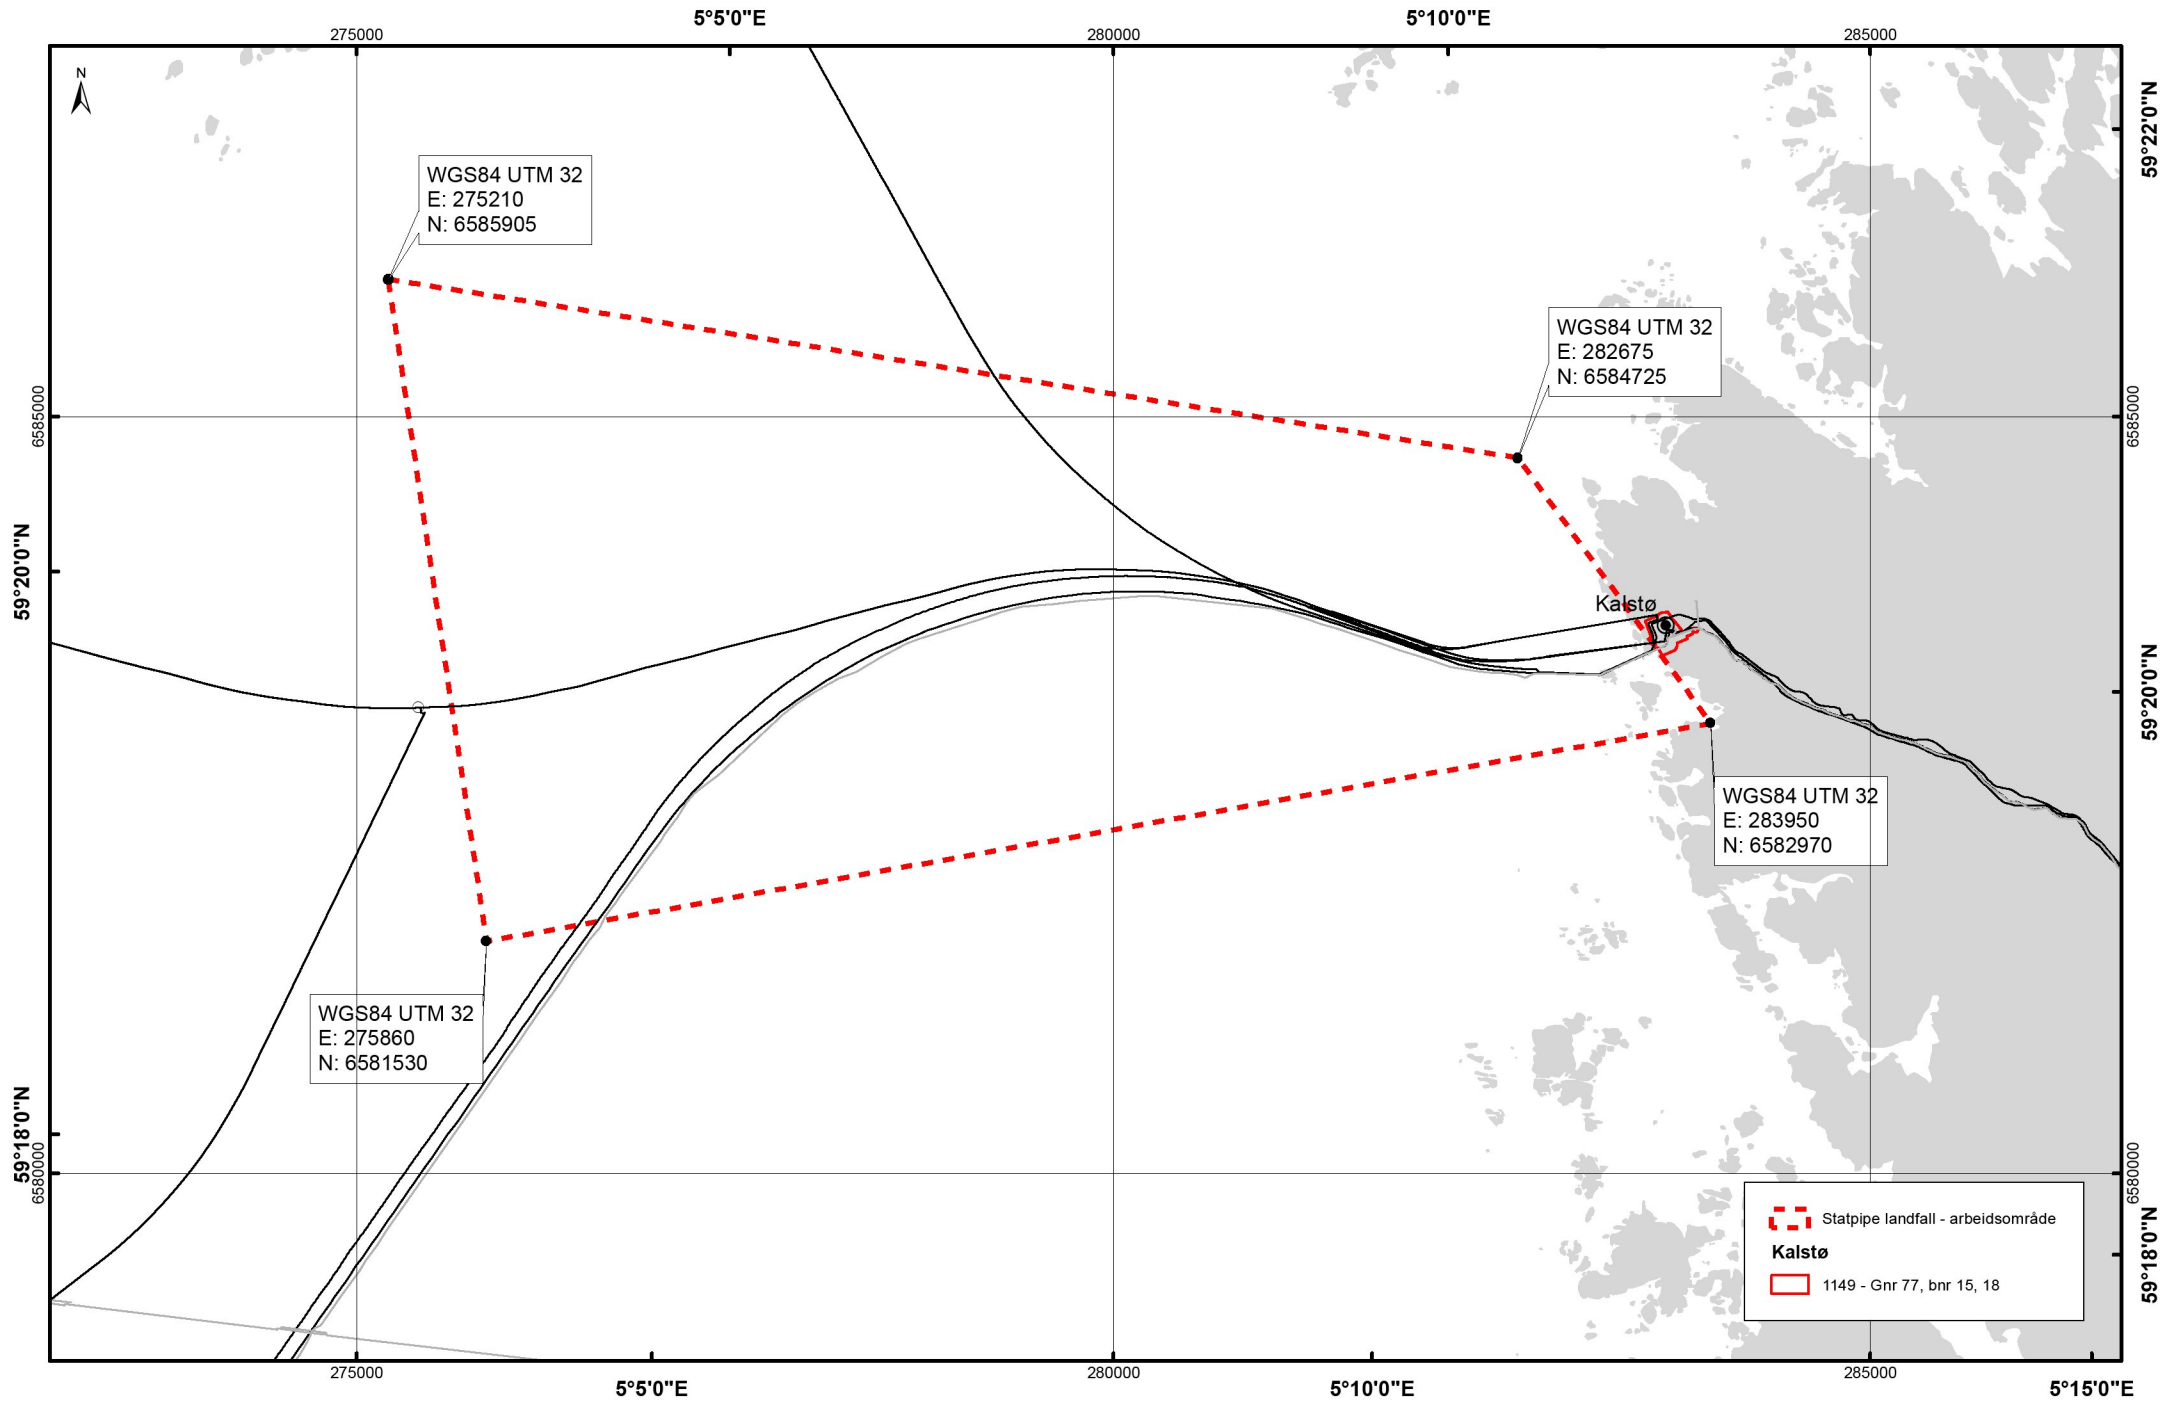 5°5'0"E
5°10'0"E
275000
280000
285000
N
59°22'0"N
WGS84 UTM 32
E: 275210
N: 6585905
WGS84 UTM 32
E: 282675
N: 6584725
6585000
6585000
59°20'0"N
Kalstø
59°20'0"N
WGS84 UTM 32
E: 283950
N: 6582970
WGS84 UTM 32
E: 275860
N: 6581530
59°18'0"N
6580000
6580000
Statpipe landfall - arbeidsområde
Kalstø
1149 - Gnr 77, bnr 15, 18
59°18'0"N
275000
280000
285000
5°5'0"E
5°10'0"E
5°15'0"E